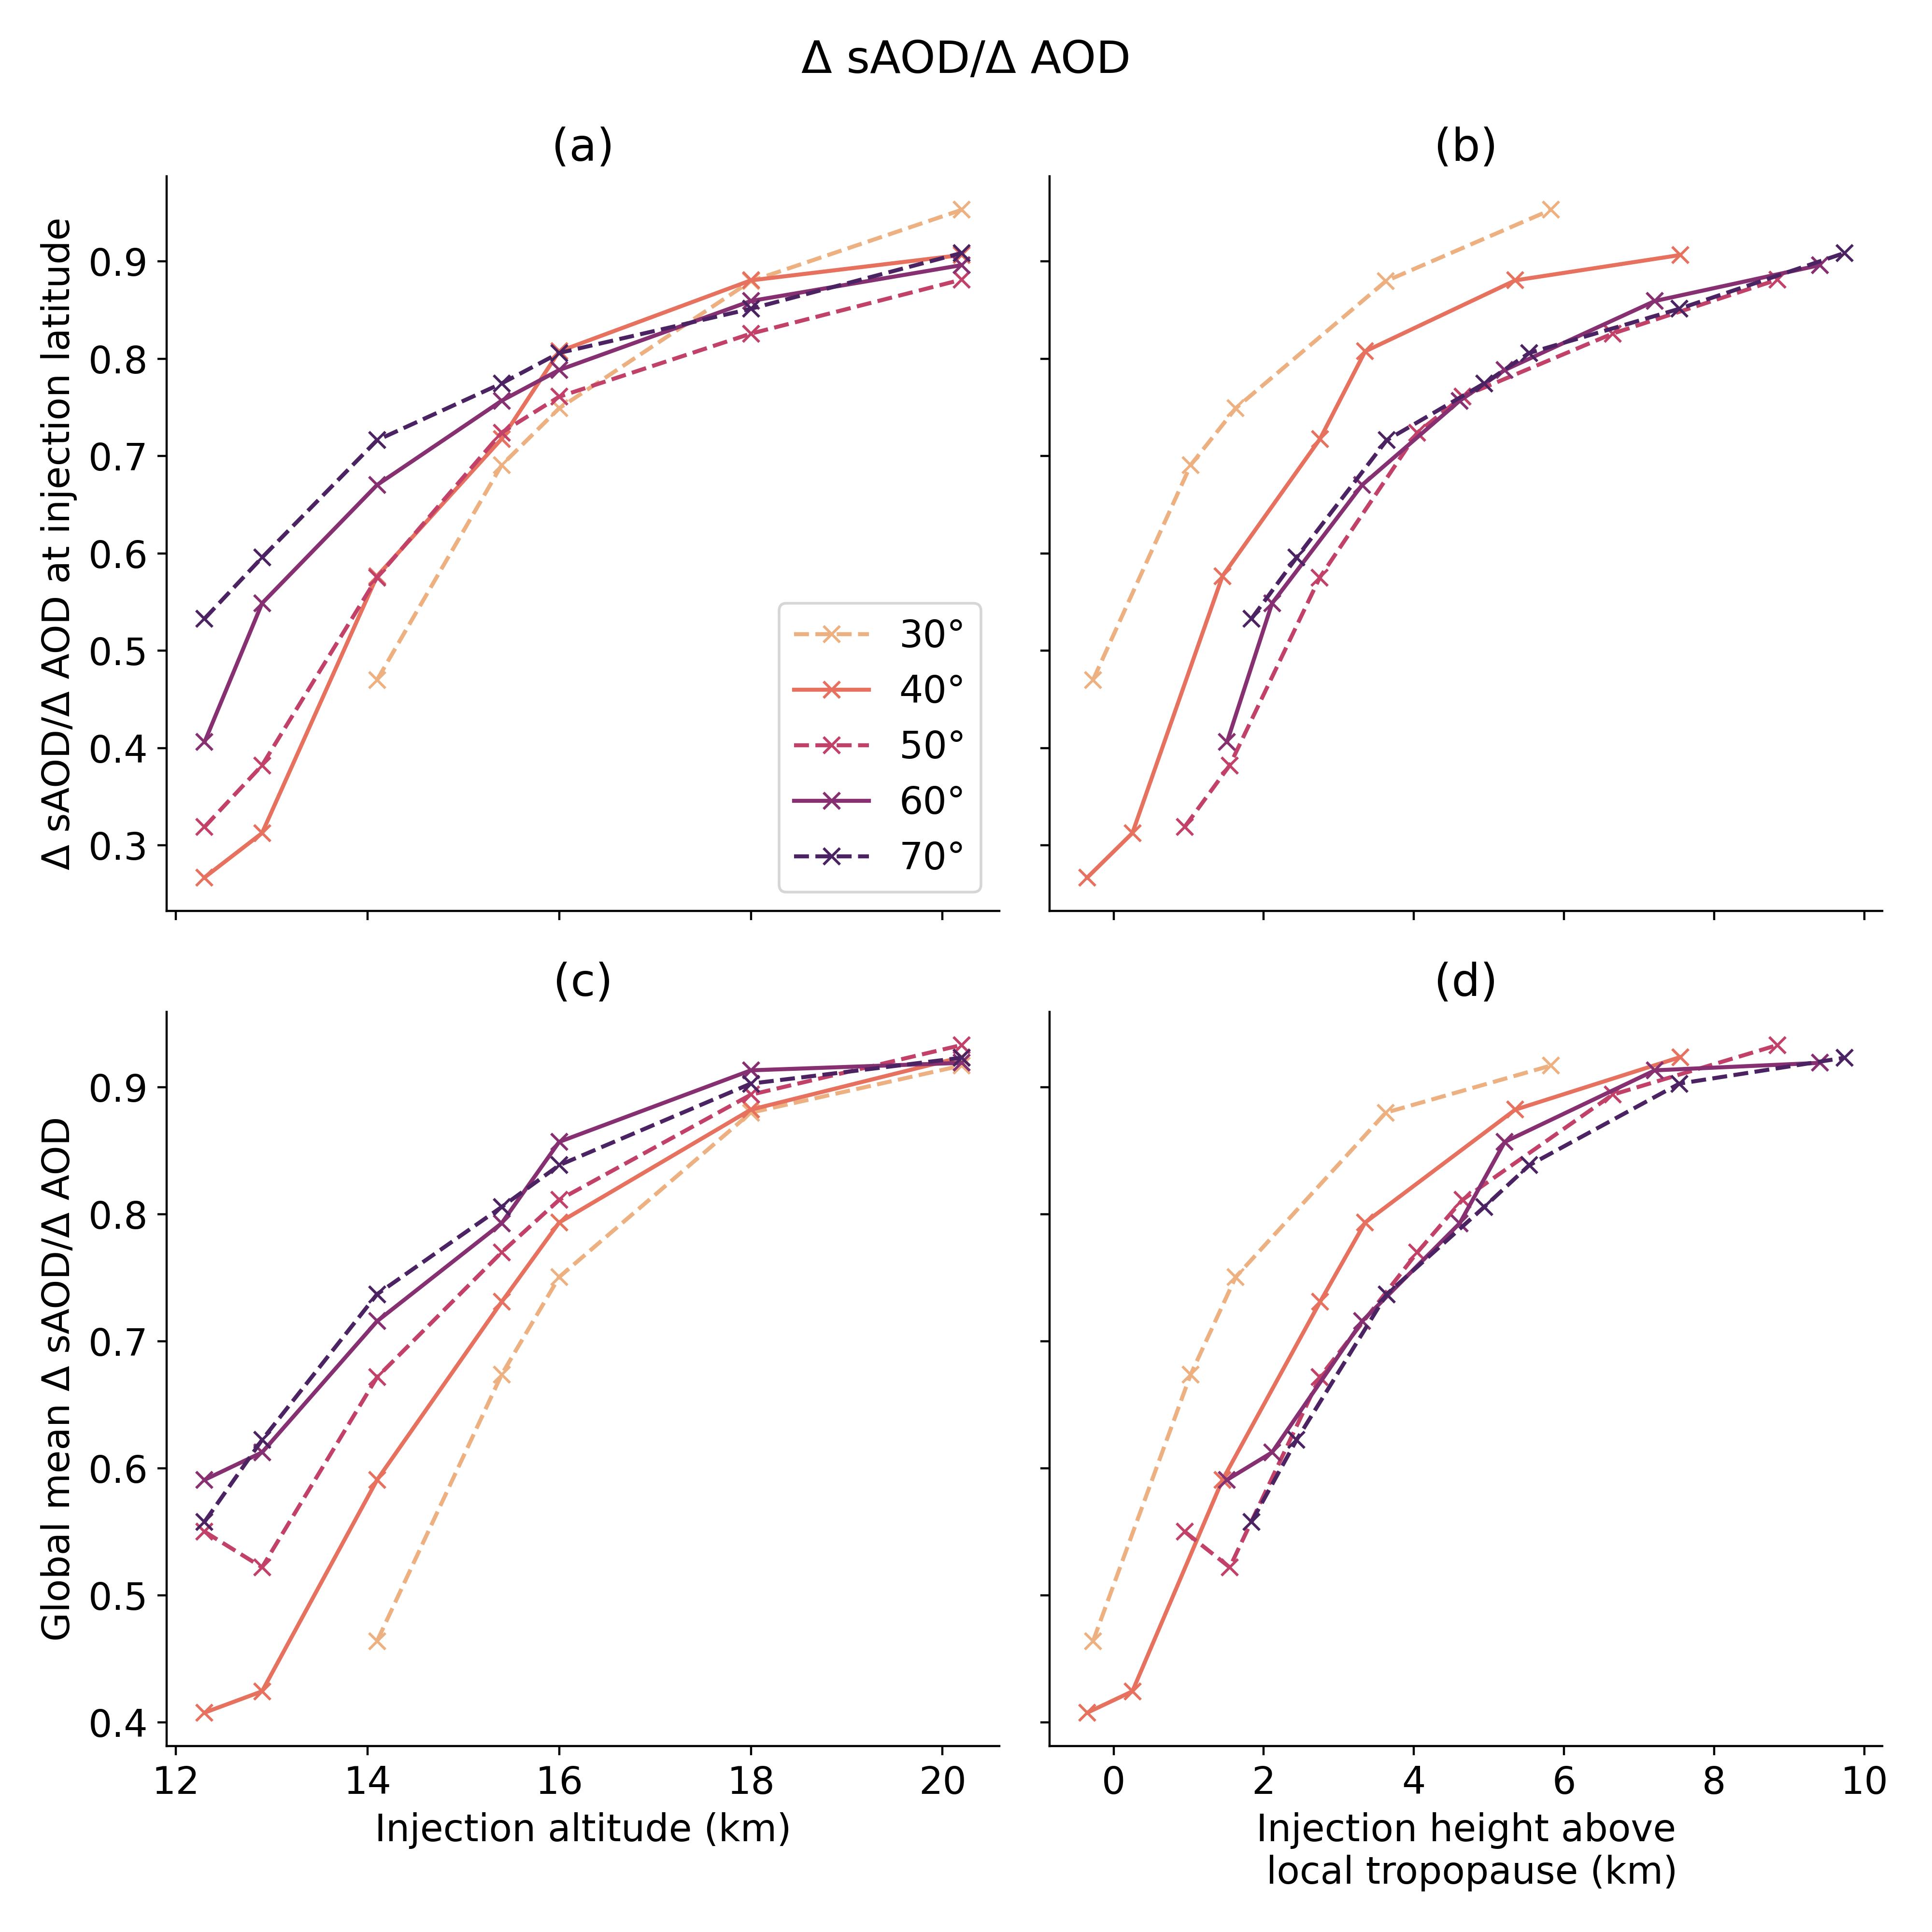 Δ sAOD/Δ AOD
(a)
(b)
Δ sAOD/Δ AOD at injection latitude
0.9
0.8
0.7
0.6
0.5
0.4
0.3
30°
40°
50°
60°
70°
(c)
(d)
Global mean Δ sAOD/Δ AOD
0.9
0.8
0.7
0.6
0.5
0.4
12
14
16
18
20
0
2
4
6
8
10
Injection altitude (km)
Injection height above
local tropopause (km)